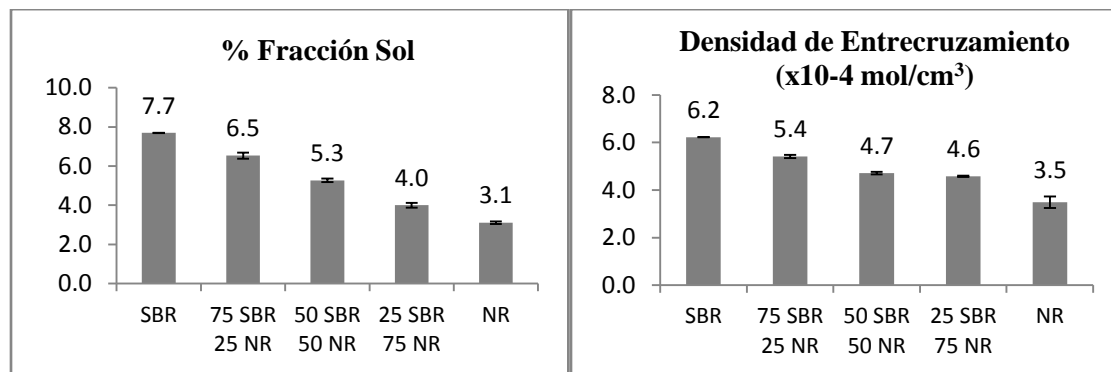 % Fracción Sol
10.0
8.0
6.0
4.0
2.0
0.0
7.7
6.5
5.3
4.0
3.1
SBR
75 SBR
25 NR
50 SBR
50 NR
25 SBR
75 NR
NR
Densidad de Entrecruzamiento
(x10-4 mol/cm³)
8.0
6.0
4.0
2.0
0.0
6.2
5.4
4.7
4.6
3.5
SBR
75 SBR
25 NR
50 SBR
50 NR
25 SBR
75 NR
NR